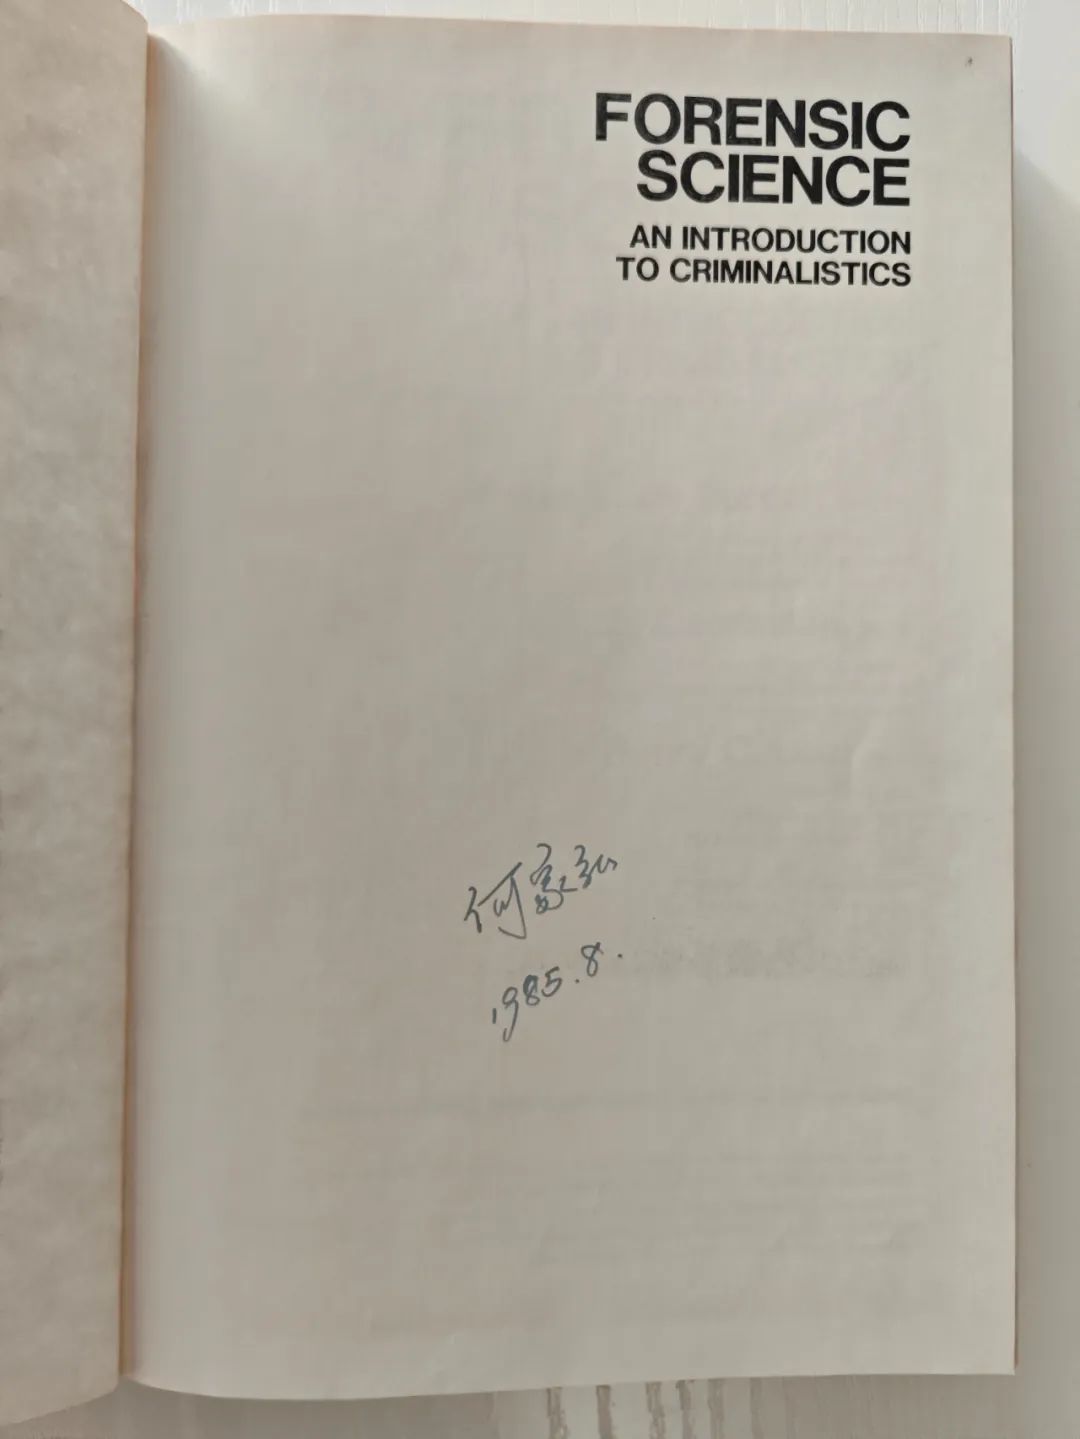 FORENSIC
SCIENCE
AN INTRODUCTION
TO CRIMINALISTICS
何家弘
1985.8.